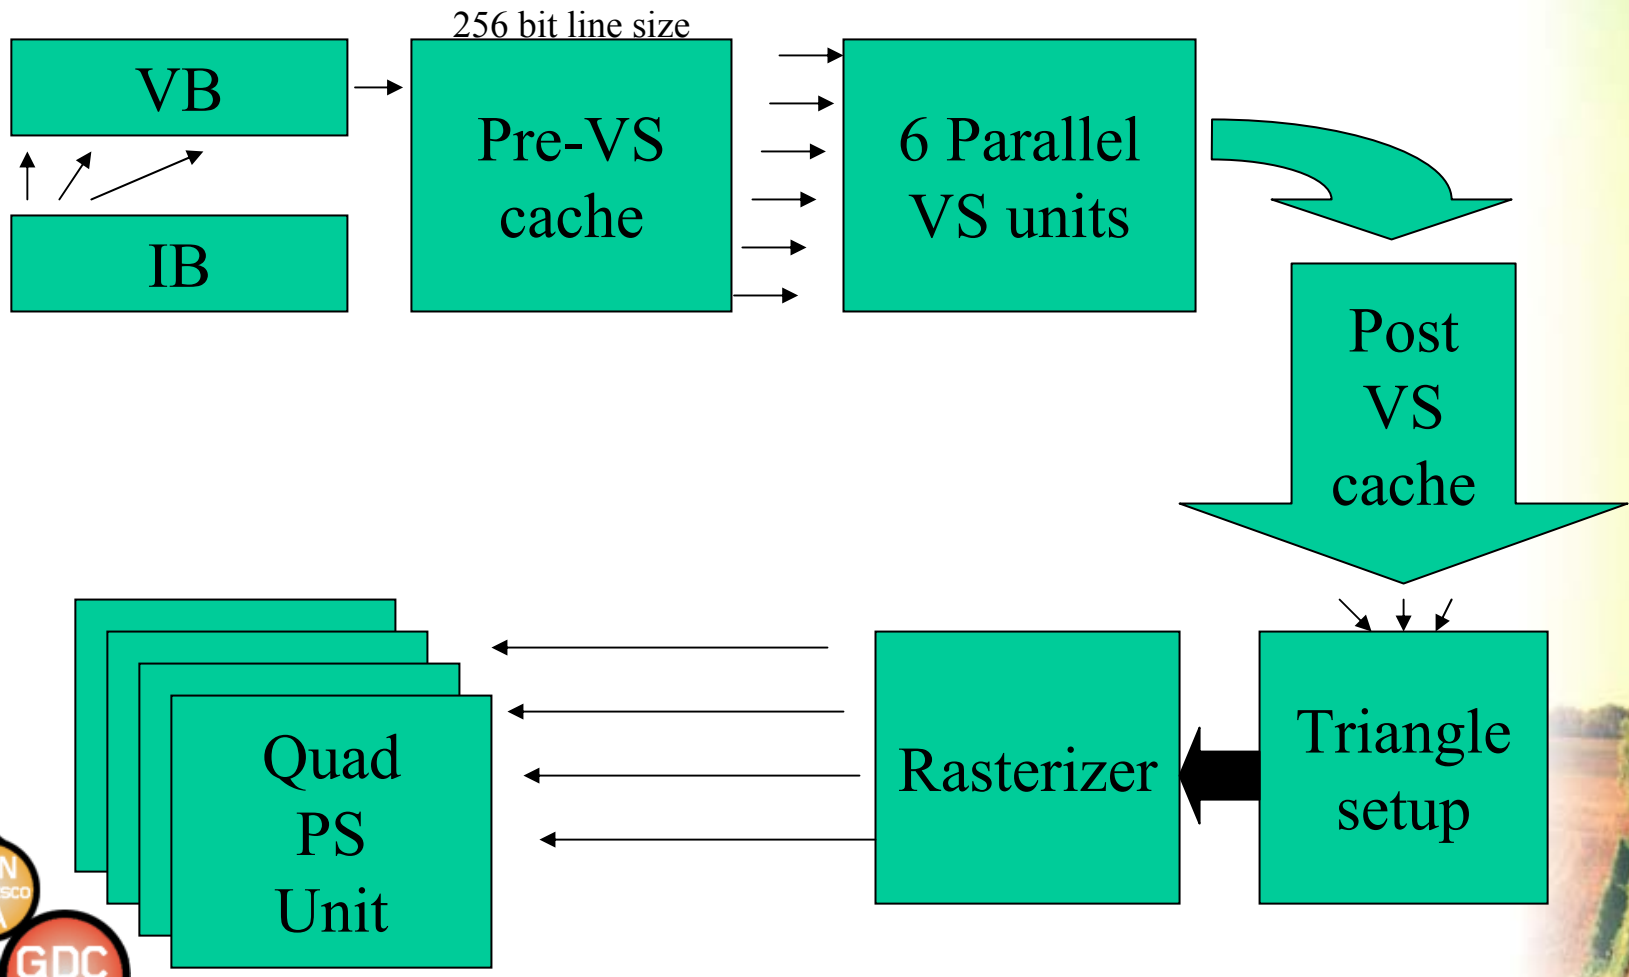 256 bit line size
VB
IB
Pre-VS
cache
6 Parallel
VS units
Post
VS
cache
Triangle
setup
Rasterizer
Quad
PS
Unit
GDC